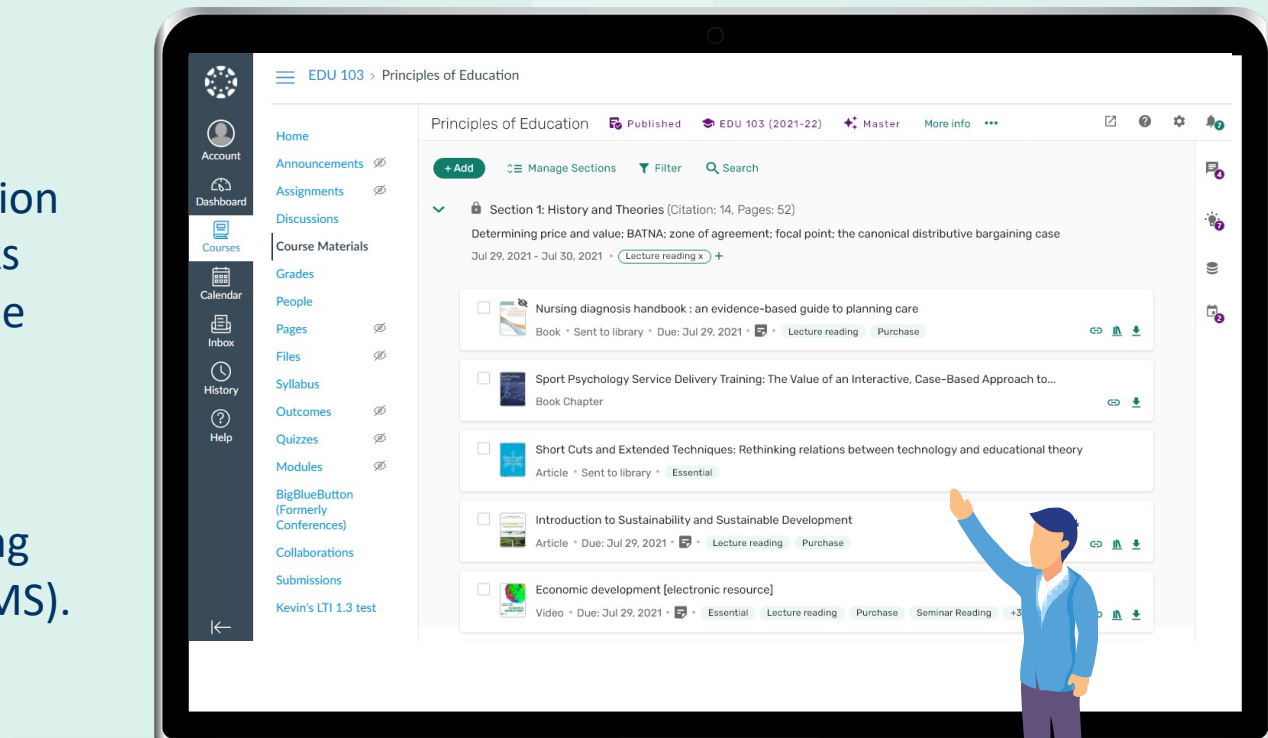 EDU 103 > Principles of Education
Account
Dashboard
Courses
Calendar
Inbox
History
Help
Home
Announcements
Assignments
Discussions
Course Materials
Grades
People
Pages
Files
Syllabus
Outcomes
Quizzes
Modules
BigBlueButton
(Formerly
Conferences)
Collaborations
Submissions
Kevin's LTI 1.3 test
Principles of Education Published EDU 103 (2021-22) Master More info ••• 7
+ Add Manage Sections Filter Search
4
Section 1: History and Theories (Citation: 14, Pages: 52)
Determining price and value; BATNA; zone of agreement; focal point; the canonical distributive bargaining case
7
Jul 29, 2021 - Jul 30, 2021 • Lecture reading x +
Nursing diagnosis handbook : an evidence-based guide to planning care
2
Book • Sent to library • Due: Jul 29, 2021 • • Lecture reading Purchase
Sport Psychology Service Delivery Training: The Value of an Interactive, Case-Based Approach to...
Book Chapter
Short Cuts and Extended Techniques: Rethinking relations between technology and educational theory
Article • Sent to library • Essential
Introduction to Sustainability and Sustainable Development
Article • Due: Jul 29, 2021 • • Lecture reading Purchase
Economic development [electronic resource]
Video • Due: Jul 29, 2021 • • Essential Lecture reading Purchase Seminar Reading +3